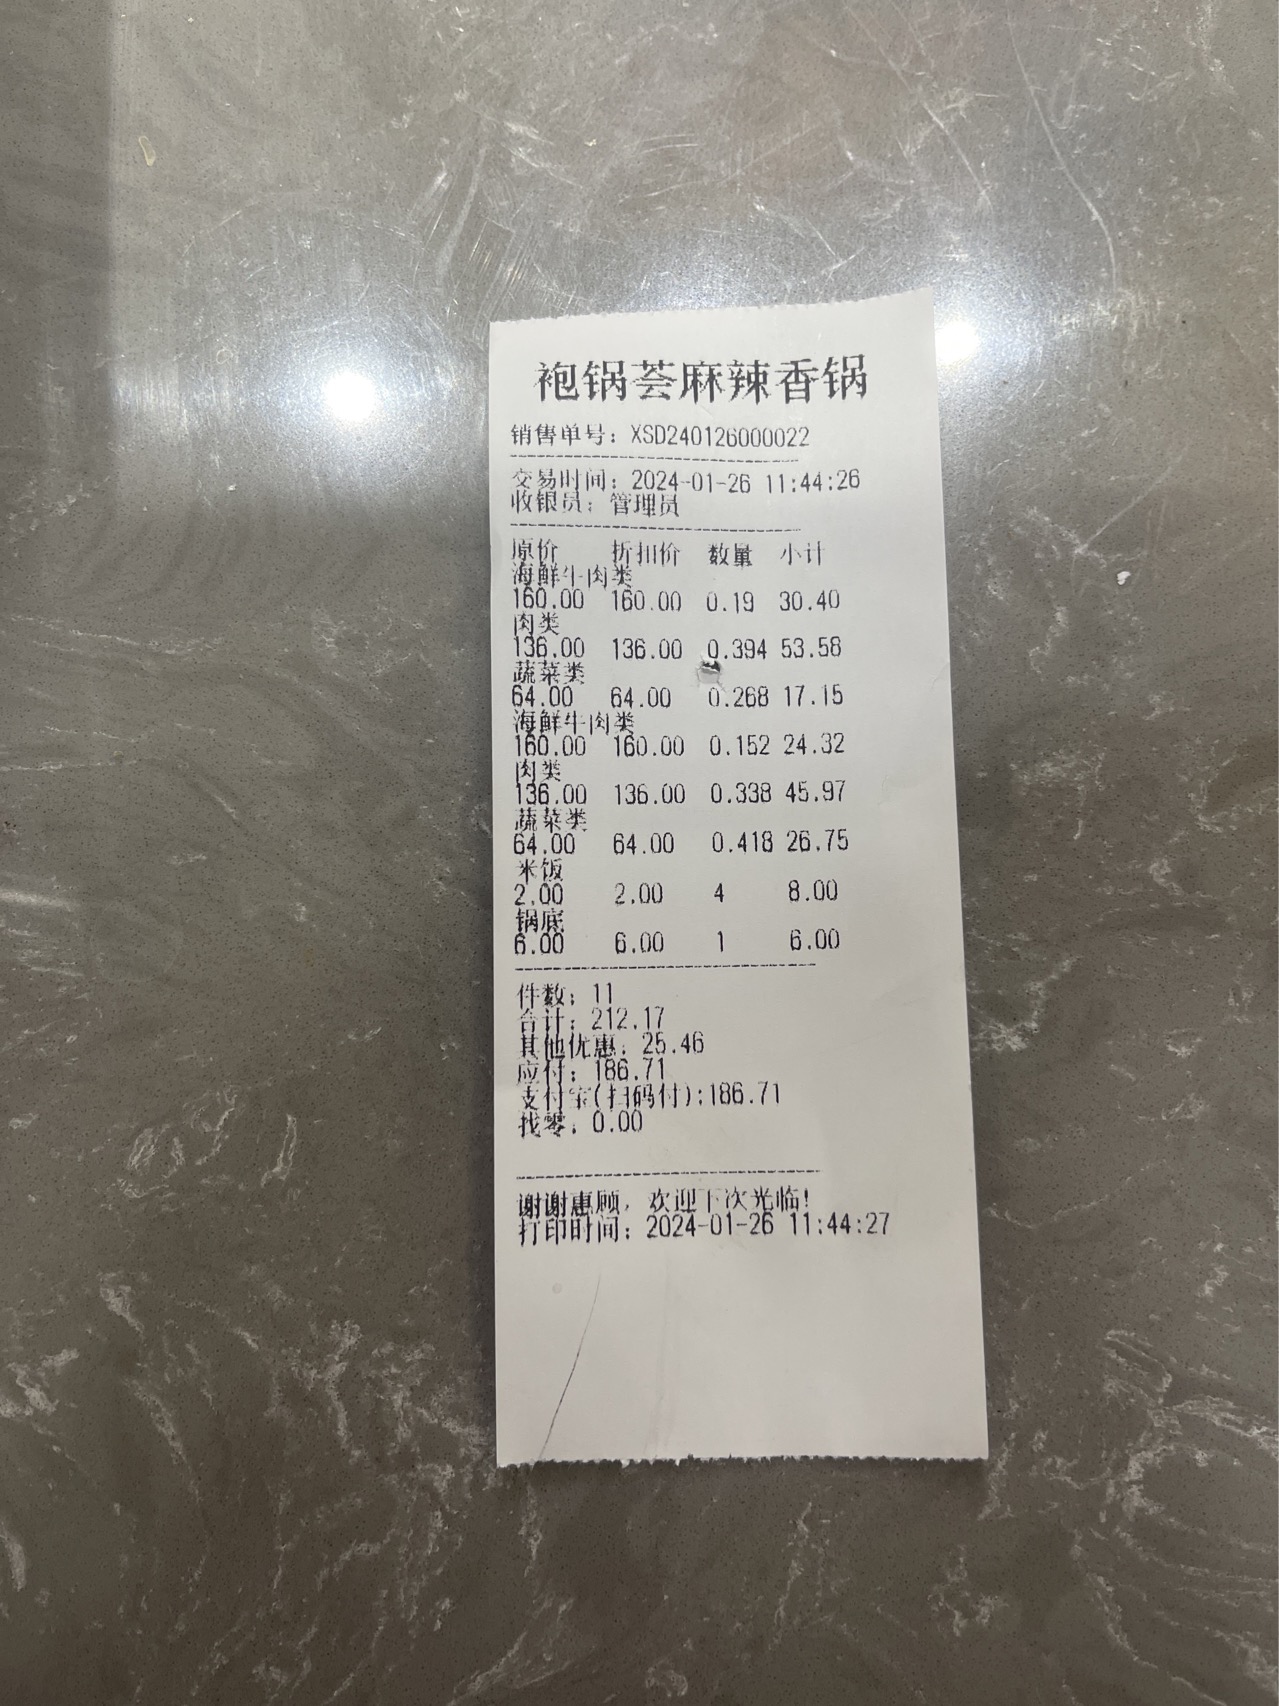 袍锅荟麻辣香锅
销售单号：XSD240126000022
交易时间：2024-01-26 11:44:26
收银员：管理员
原价 折扣价 数量 小计
海鲜牛肉类
160.00 160.00 0.19 30.40
肉类
136.00 136.00 0.394 53.58
蔬菜类
64.00 64.00 0.268 17.15
海鲜牛肉类
160.00 160.00 0.152 24.32
肉类
136.00 136.00 0.338 45.97
蔬菜类
64.00 64.00 0.418 26.75
米饭
2.00 2.00 4 8.00
锅底
6.00 6.00 1 6.00
件数：11
合计：212.17
其他优惠：25.46
应付：186.71
支付宝(扫码付):186.71
找零：0.00
谢谢惠顾，欢迎下次光临!
打印时间：2024-01-26 11:44:27